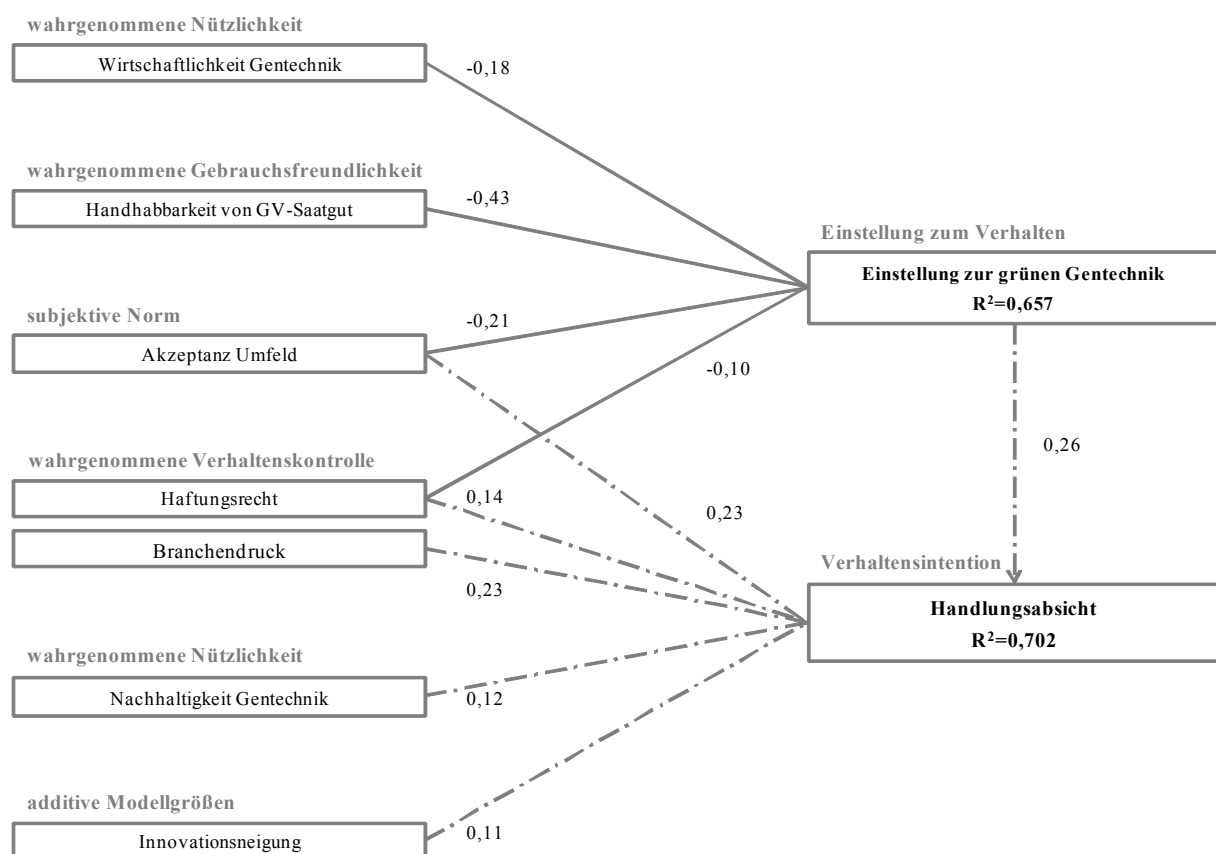 wahrgenommene Nützlichkeit
Wirtschaftlichkeit Gentechnik
-0,18
wahrgenommene Gebrauchsfreundlichkeit
Handhabbarkeit von GV-Saatgut
-0,43
Einstellung zum Verhalten
Einstellung zur grünen Gentechnik
R²=0,657
subjektive Norm
Akzeptanz Umfeld
-0,21
-0,10
0,26
wahrgenommene Verhaltenskontrolle
Haftungsrecht
0,14
0,23
Branchendruck
0,23
Verhaltensintention
Handlungsabsicht
R²=0,702
wahrgenommene Nützlichkeit
Nachhaltigkeit Gentechnik
0,12
additive Modellgrößen
Innovationsneigung
0,11